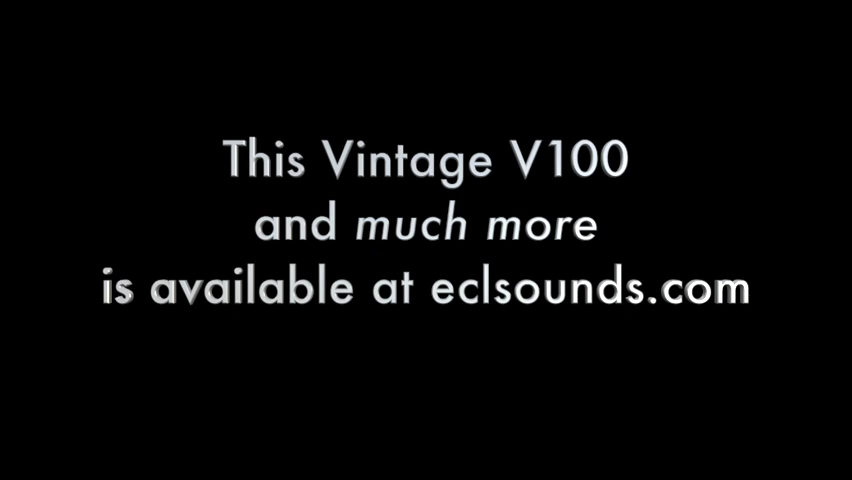 This Vintage V100
and much more
is available at eclsounds.com